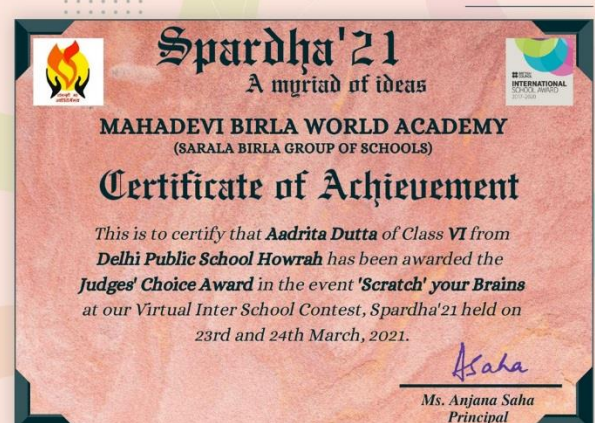 Spardha'21
A myriad of ideas
BRITISH COUNCIL
INTERNATIONAL
SCHOOL AWARD
MAHADEVI BIRLA WORLD ACADEMY
(SARALA BIRLA GROUP OF SCHOOLS)
Certificate of Achievement
This is to certify that Aadrita Dutta of Class VI from
Delhi Public School Howrah has been awarded the
Judges' Choice Award in the event 'Scratch' your Brains
at our Virtual Inter School Contest, Spardha'21 held on
23rd and 24th March, 2021.
ASaha
Ms. Anjana Saha
Principal